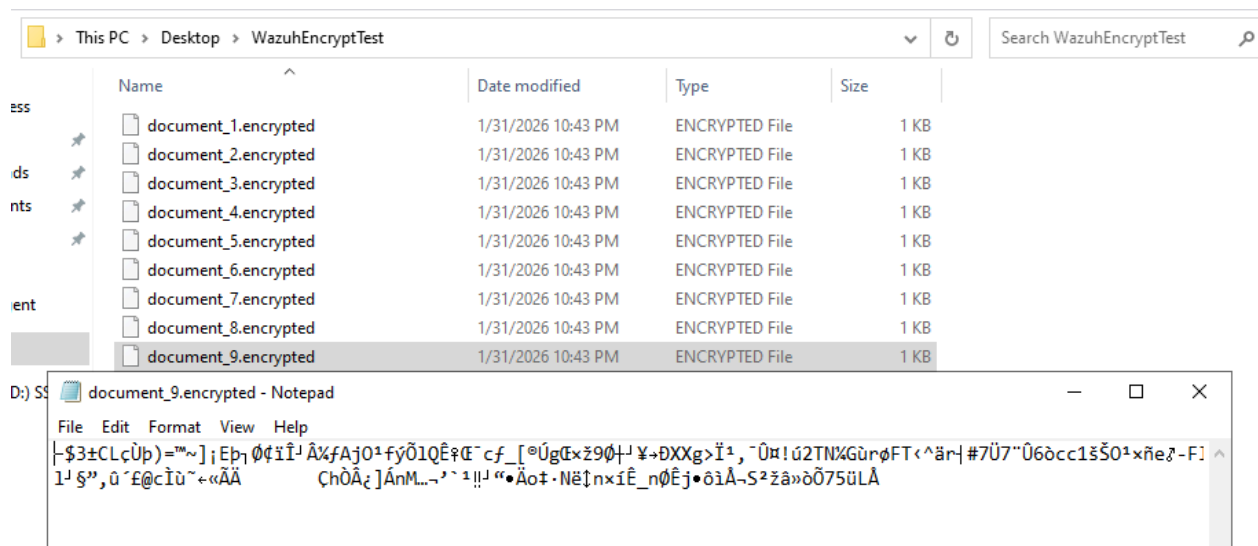 This PC > Desktop > WazuhEncryptTest
Search WazuhEncryptTest
Name Date modified Type Size
ess
ds
nts
ent
D:) SS
document_1.encrypted 1/31/2026 10:43 PM ENCRYPTED File 1 KB
document_2.encrypted 1/31/2026 10:43 PM ENCRYPTED File 1 KB
document_3.encrypted 1/31/2026 10:43 PM ENCRYPTED File 1 KB
document_4.encrypted 1/31/2026 10:43 PM ENCRYPTED File 1 KB
document_5.encrypted 1/31/2026 10:43 PM ENCRYPTED File 1 KB
document_6.encrypted 1/31/2026 10:43 PM ENCRYPTED File 1 KB
document_7.encrypted 1/31/2026 10:43 PM ENCRYPTED File 1 KB
document_8.encrypted 1/31/2026 10:43 PM ENCRYPTED File 1 KB
document_9.encrypted 1/31/2026 10:43 PM ENCRYPTED File 1 KB
document_9.encrypted - Notepad
File Edit Format View Help